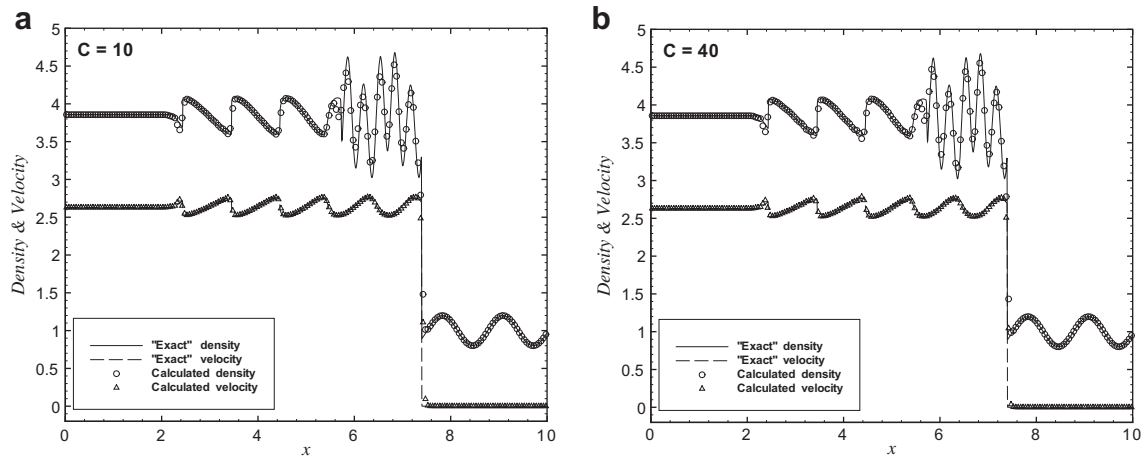 a
C = 10
5
4.5
4
3.5
3
2.5
2
1.5
1
0.5
0
Density & Velocity
"Exact" density
"Exact" velocity
Calculated density
Calculated velocity
0
2
4
6
8
10
x
b
C = 40
5
4.5
4
3.5
3
2.5
2
1.5
1
0.5
0
Density & Velocity
"Exact" density
"Exact" velocity
Calculated density
Calculated velocity
0
2
4
6
8
10
x